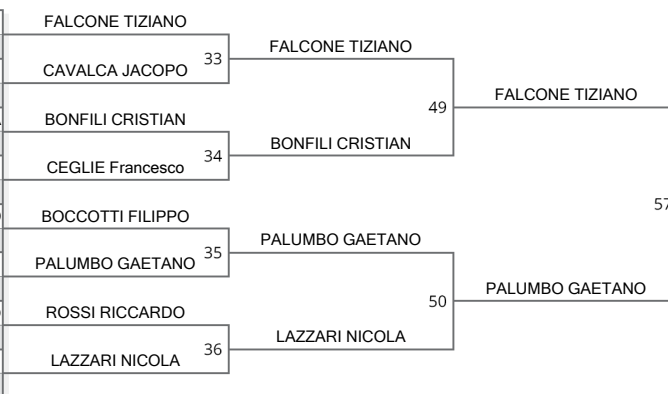 FALCONE TIZIANO
33
CAVALCA JACOPO
FALCONE TIZIANO
49
FALCONE TIZIANO
BONFILI CRISTIAN
34
CEGLIE Francesco
BONFILI CRISTIAN
57
BOCCOTTI FILIPPO
35
PALUMBO GAETANO
PALUMBO GAETANO
50
PALUMBO GAETANO
ROSSI RICCARDO
36
LAZZARI NICOLA
LAZZARI NICOLA